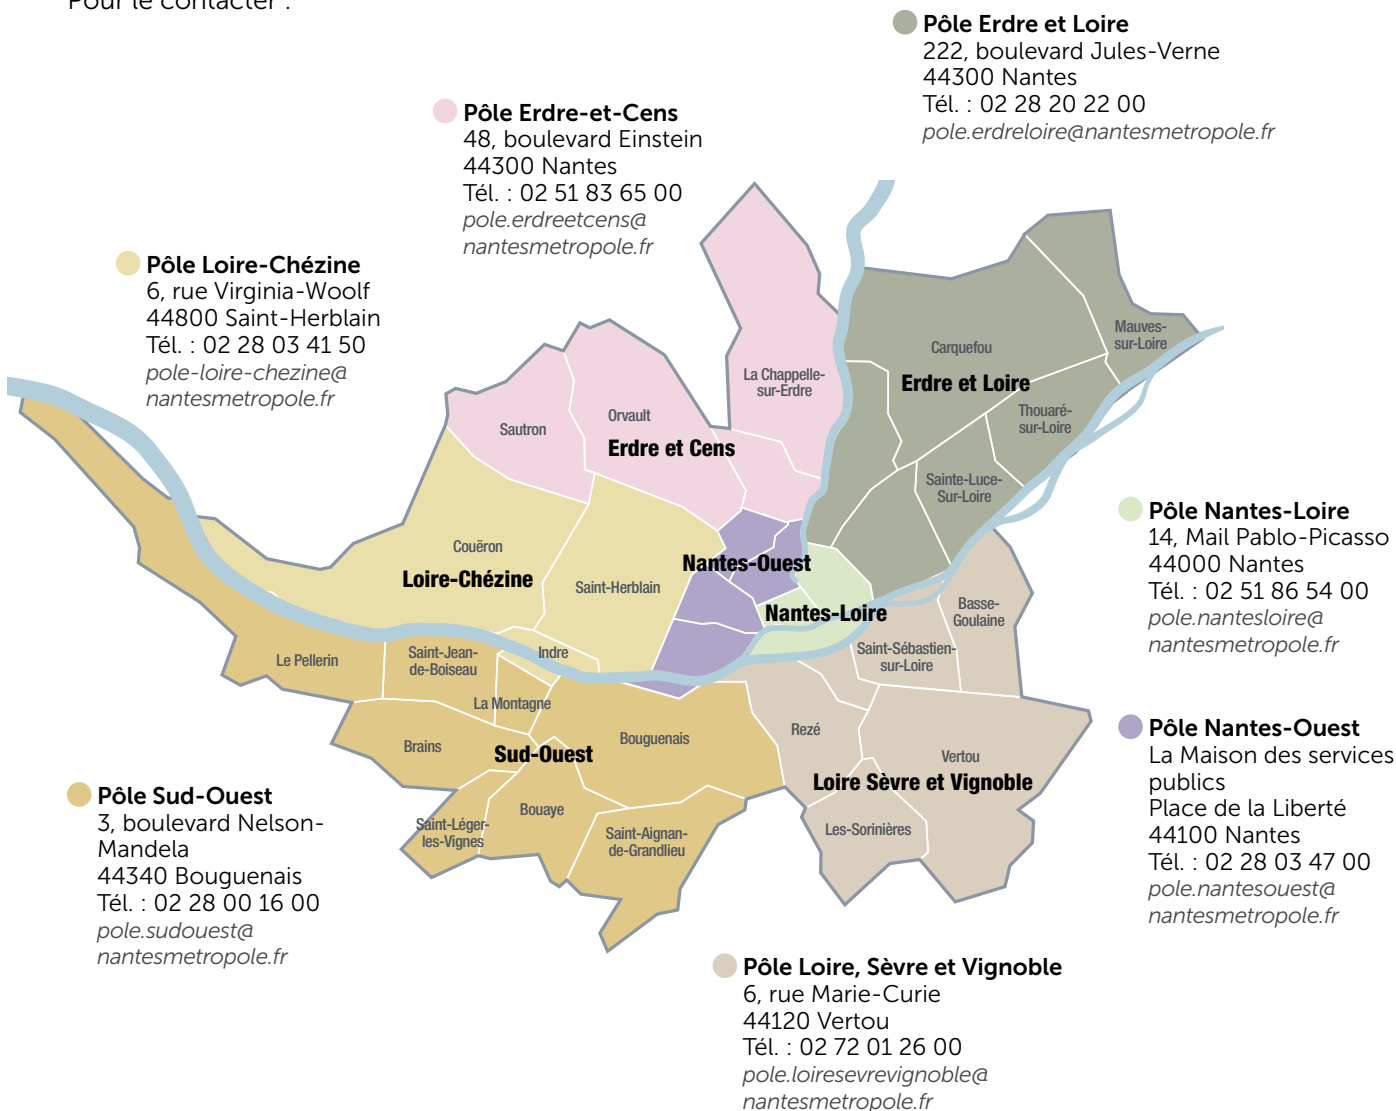 Pour le contacter :
Pôle Erdre et Loire
222, boulevard Jules-Verne
44300 Nantes
Tél. : 02 28 20 22 00
pole.erdreloire@nantesmetropole.fr
Pôle Erdre-et-Cens
48, boulevard Einstein
44300 Nantes
Tél. : 02 51 83 65 00
pole.erdreetcens@
nantesmetropole.fr
Pôle Loire-Chézine
6, rue Virginia-Woolf
44800 Saint-Herblain
Tél. : 02 28 03 41 50
pole-loire-chezine@
nantesmetropole.fr
Mauves-
sur-Loire
Carquefou
Erdre et Loire
La Chappelle-
sur-Erdre
Thouaré-
sur-Loire
Orvault
Sautron
Erdre et Cens
Sainte-Luce-
Sur-Loire
Couëron
Loire-Chézine
Saint-Herblain
Nantes-Ouest
Nantes-Loire
Basse-
Goulaine
Saint-Sébastien-
sur-Loire
Indre
Le Pellerin
Saint-Jean-
de-Boiseau
La Montagne
Brains
Sud-Ouest
Bouguenais
Rezé
Vertou
Loire Sèvre et Vignoble
Saint-Léger-
les-Vignes
Bouaye
Saint-Aignan-
de-Grandlieu
Les-Sorinières
Pôle Nantes-Loire
14, Mail Pablo-Picasso
44000 Nantes
Tél. : 02 51 86 54 00
pole.nantesloire@
nantesmetropole.fr
Pôle Nantes-Ouest
La Maison des services
publics
Place de la Liberté
44100 Nantes
Tél. : 02 28 03 47 00
pole.nantesouest@
nantesmetropole.fr
Pôle Sud-Ouest
3, boulevard Nelson-
Mandela
44340 Bouguenais
Tél. : 02 28 00 16 00
pole.sudouest@
nantesmetropole.fr
Pôle Loire, Sèvre et Vignoble
6, rue Marie-Curie
44120 Vertou
Tél. : 02 72 01 26 00
pole.loiresevrevignoble@
nantesmetropole.fr